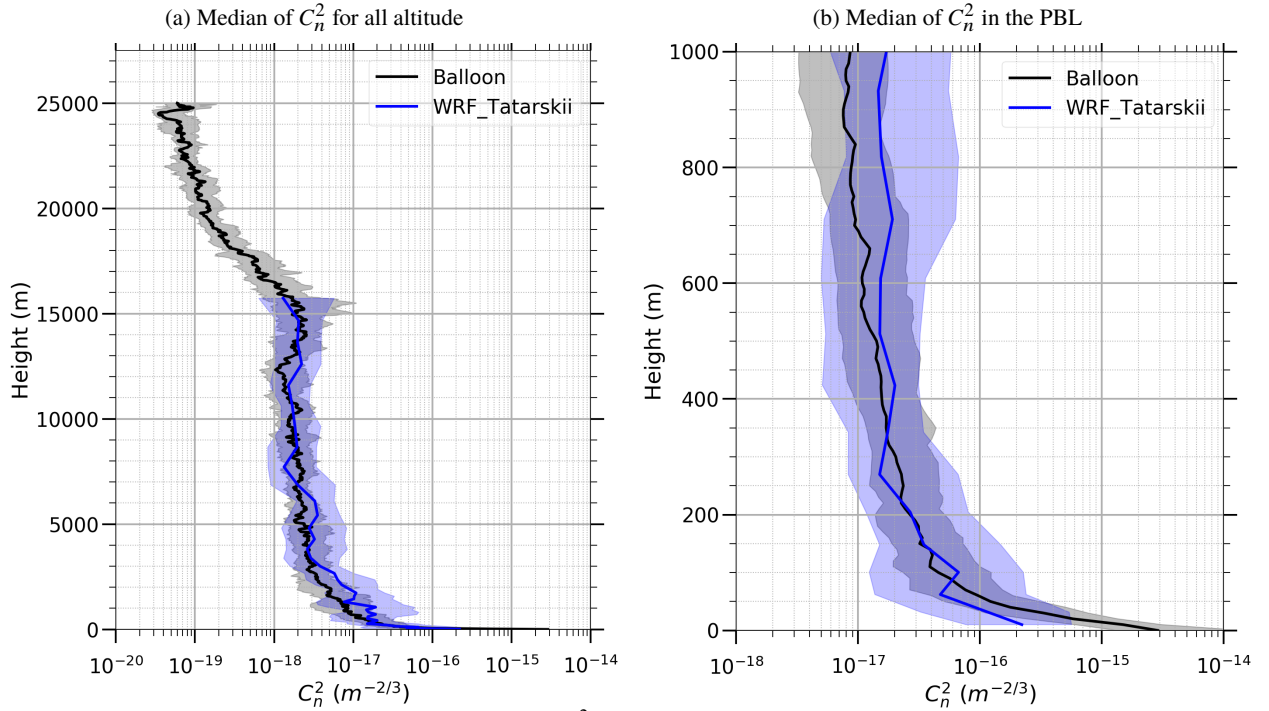 (a) Median of $C_n^2$ for all altitude
Balloon
WRF_Tatarskii
25000
20000
15000
10000
5000
0
Height (m)
10⁻²⁰ 10⁻¹⁹ 10⁻¹⁸ 10⁻¹⁷ 10⁻¹⁶ 10⁻¹⁵ 10⁻¹⁴
$C_n^2$ ($m^{-2/3}$)
(b) Median of $C_n^2$ in the PBL
Balloon
WRF_Tatarskii
1000
800
600
400
200
0
Height (m)
10⁻¹⁸ 10⁻¹⁷ 10⁻¹⁶ 10⁻¹⁵ 10⁻¹⁴
$C_n^2$ ($m^{-2/3}$)